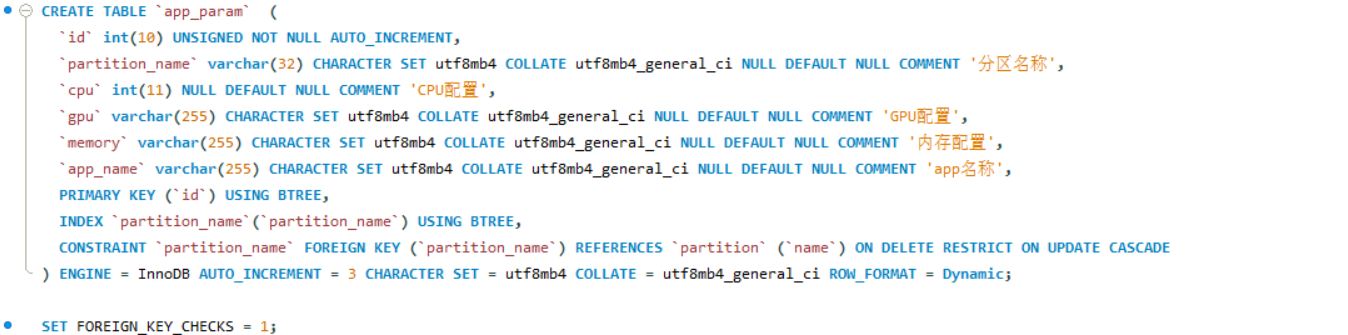 CREATE TABLE `app_param`  (
`id` int(10) UNSIGNED NOT NULL AUTO_INCREMENT,
`partition_name` varchar(32) CHARACTER SET utf8mb4 COLLATE utf8mb4_general_ci NULL DEFAULT NULL COMMENT '分区名称',
`cpu` int(11) NULL DEFAULT NULL COMMENT 'CPU配置',
`gpu` varchar(255) CHARACTER SET utf8mb4 COLLATE utf8mb4_general_ci NULL DEFAULT NULL COMMENT 'GPU配置',
`memory` varchar(255) CHARACTER SET utf8mb4 COLLATE utf8mb4_general_ci NULL DEFAULT NULL COMMENT '内存配置',
`app_name` varchar(255) CHARACTER SET utf8mb4 COLLATE utf8mb4_general_ci NULL DEFAULT NULL COMMENT 'app名称',
PRIMARY KEY (`id`) USING BTREE,
INDEX `partition_name`(`partition_name`) USING BTREE,
CONSTRAINT `partition_name` FOREIGN KEY (`partition_name`) REFERENCES `partition` (`name`) ON DELETE RESTRICT ON UPDATE CASCADE
) ENGINE = InnoDB AUTO_INCREMENT = 3 CHARACTER SET = utf8mb4 COLLATE = utf8mb4_general_ci ROW_FORMAT = Dynamic;
SET FOREIGN_KEY_CHECKS = 1;